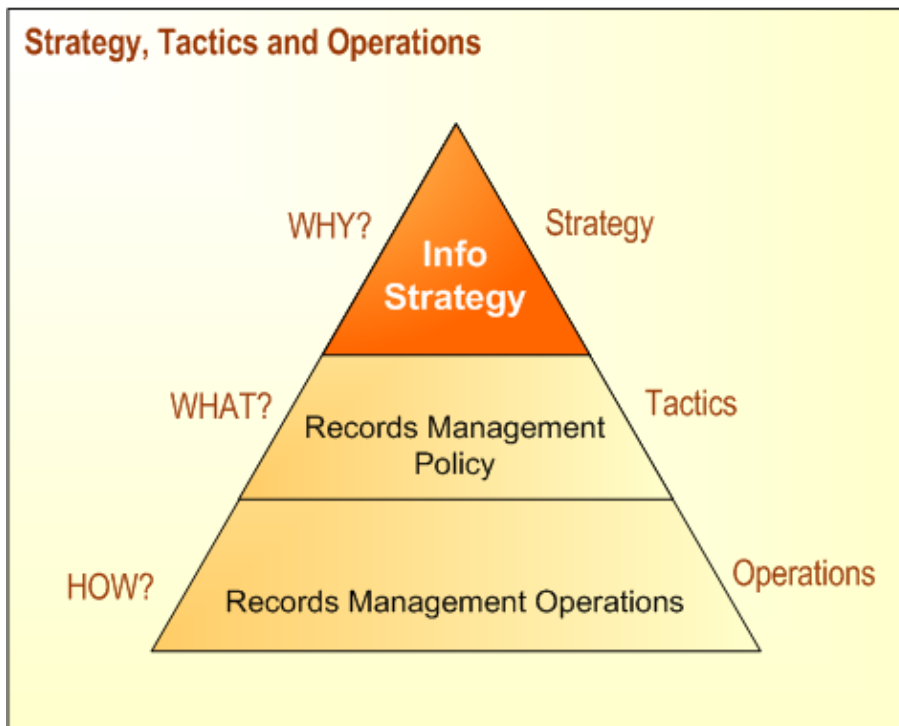 Strategy, Tactics and Operations
WHY?
Info
Strategy
Strategy
WHAT?
Records Management
Policy
Tactics
HOW?
Records Management Operations
Operations